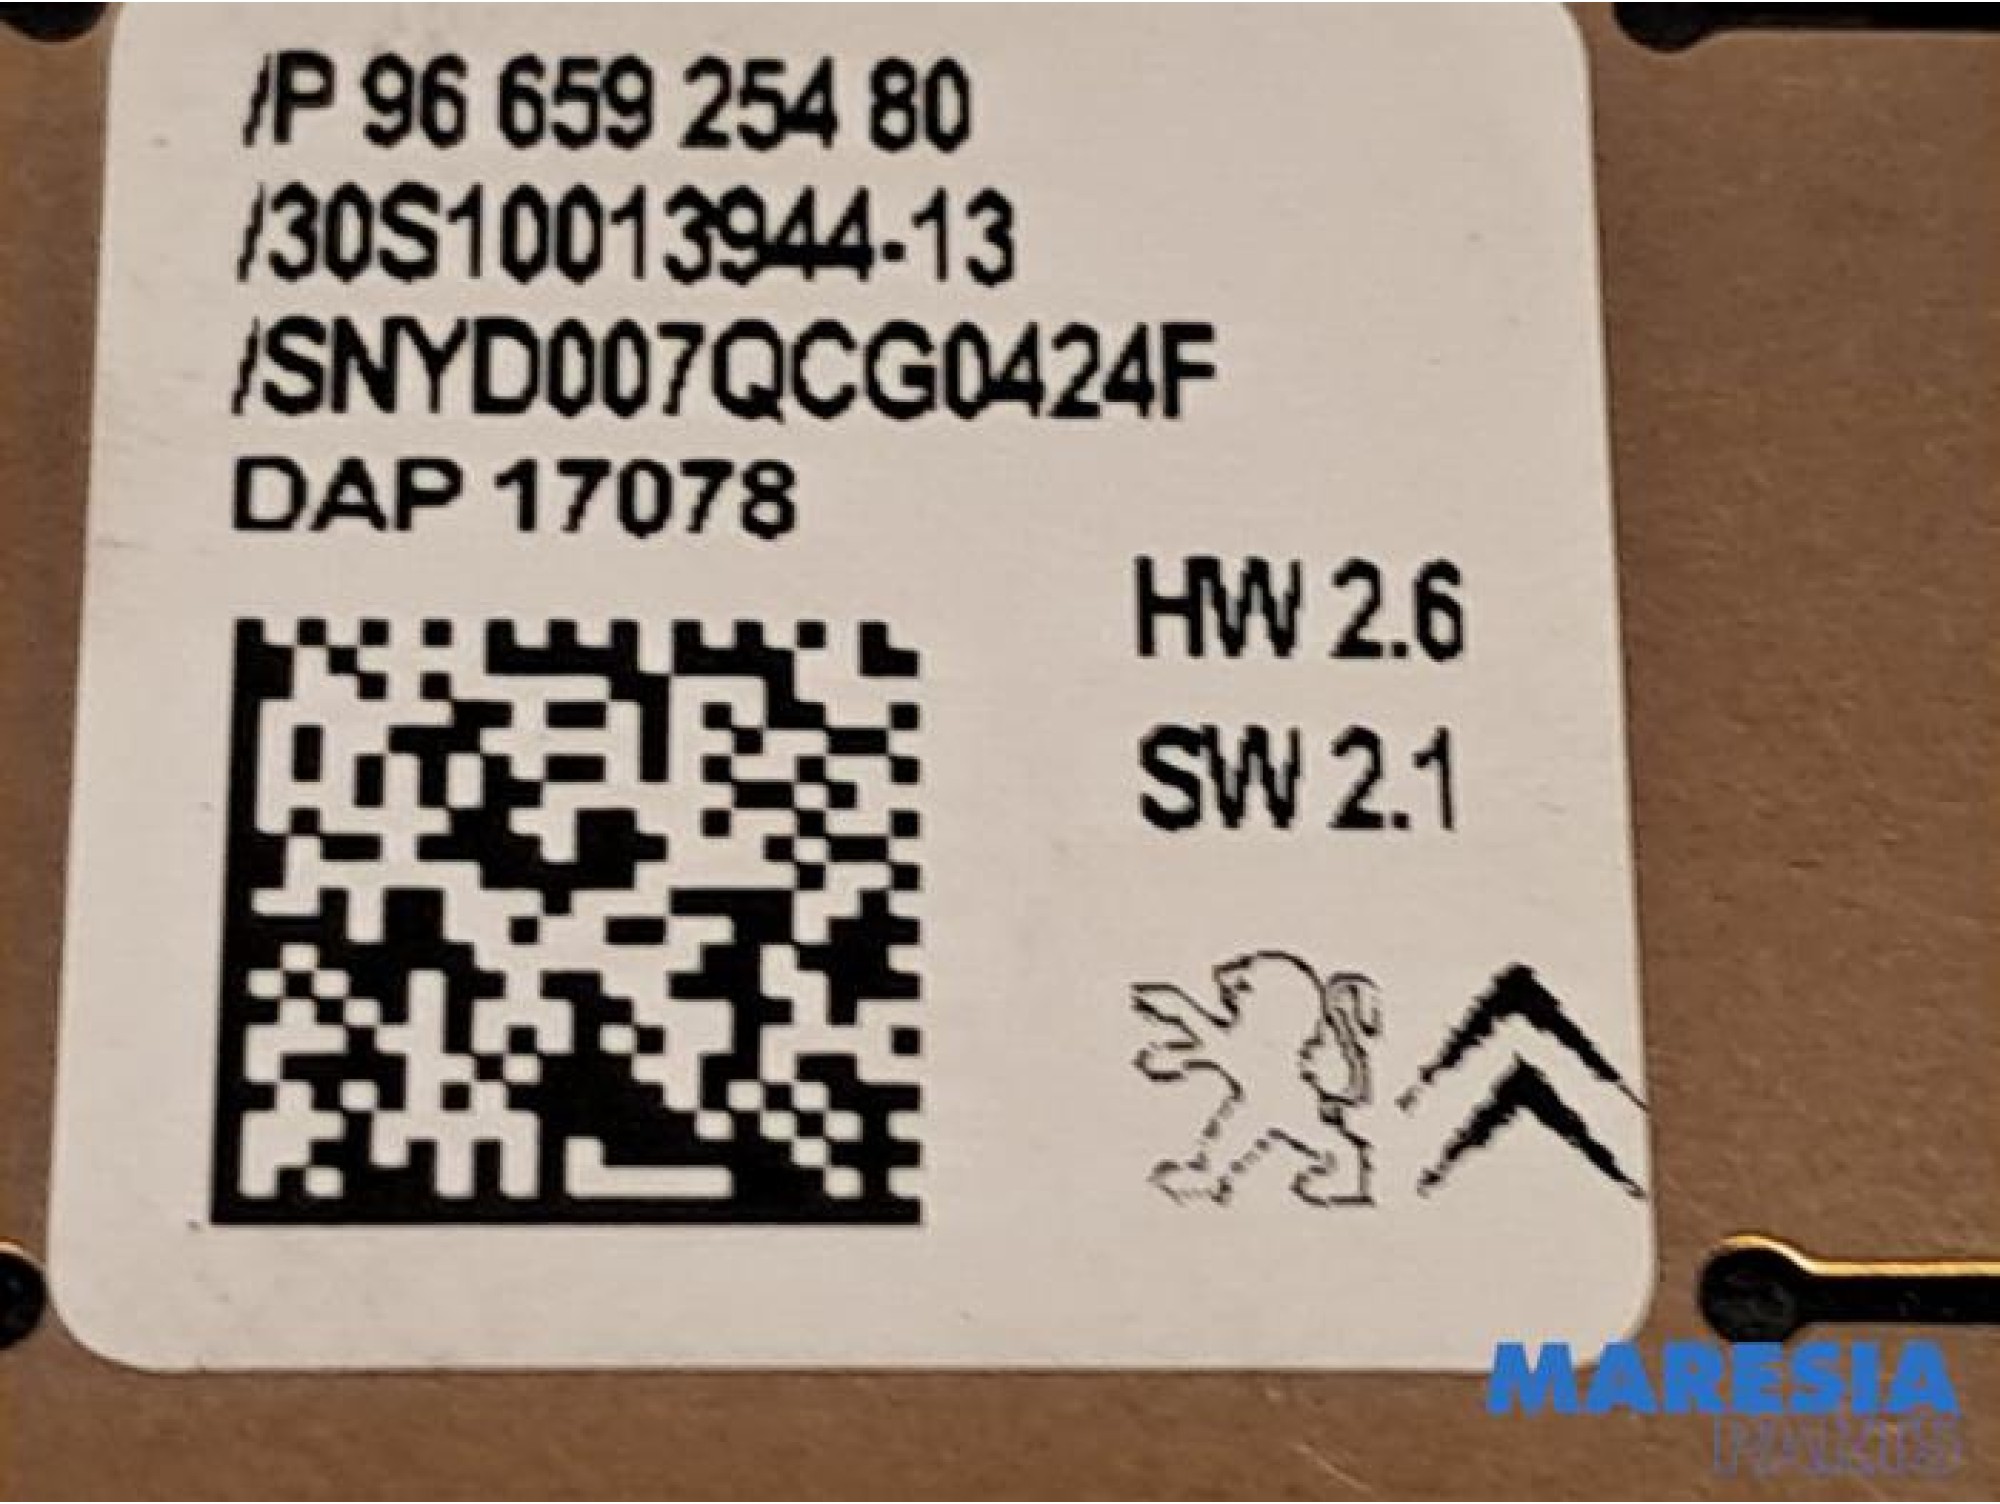 /P 96 659 254 80
/30S10013944-13
/SNYD007QCG0424F
DAP 17078
HW 2.6
SW 2.1
MARESIA
PARTS